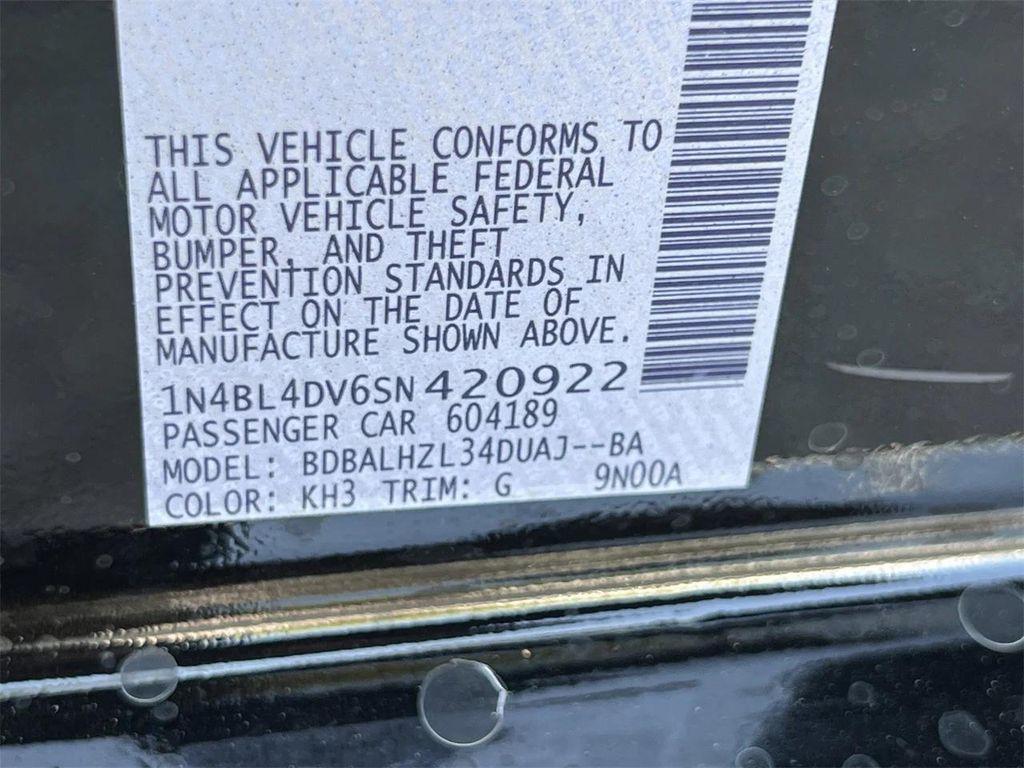 THIS VEHICLE CONFORMS TO
ALL APPLICABLE FEDERAL
MOTOR VEHICLE SAFETY,
BUMPER, AND THEFT
PREVENTION STANDARDS IN
EFFECT ON THE DATE OF
MANUFACTURE SHOWN ABOVE.
1N4BL4DV6SN420922
PASSENGER CAR 604189
MODEL: BDBALHZL34DUAJ--BA
COLOR: KH3 TRIM: G 9N00A